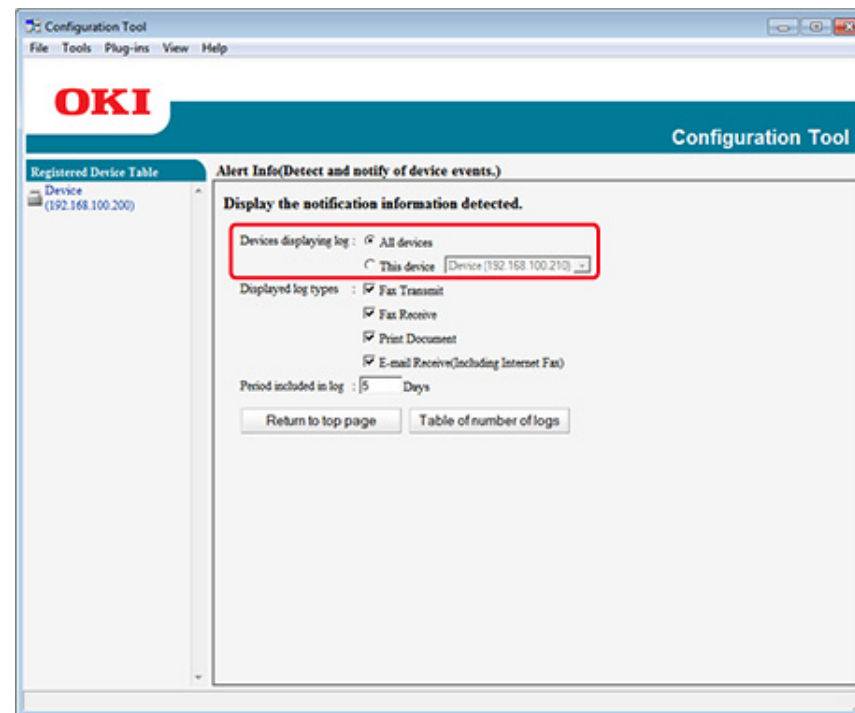 Configuration Tool
File Tools Plug-ins View Help
OKI
Configuration Tool
Registered Device Table
Device
(192.168.100.200)
Alert Info(Detect and notify of device events.)
Display the notification information detected.
Devices displaying log : All devices
This device Device (192.168.100.210)
Displayed log types : Fax Transmit
Fax Receive
Print Document
E-mail Receive(Including Internet Fax)
Period included in log : 5 Days
Return to top page Table of number of logs